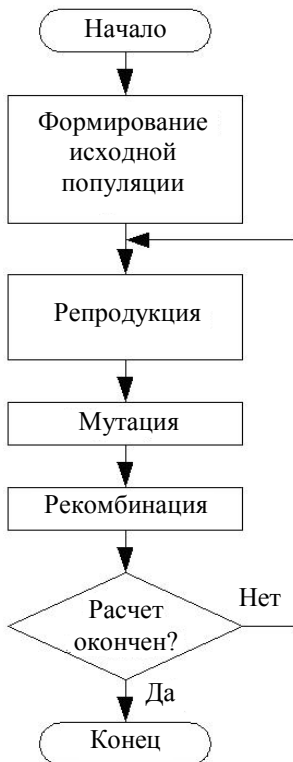 Начало
Формирование
исходной
популяции
Репродукция
Мутация
Рекомбинация
Расчет
окончен?
Нет
Да
Конец